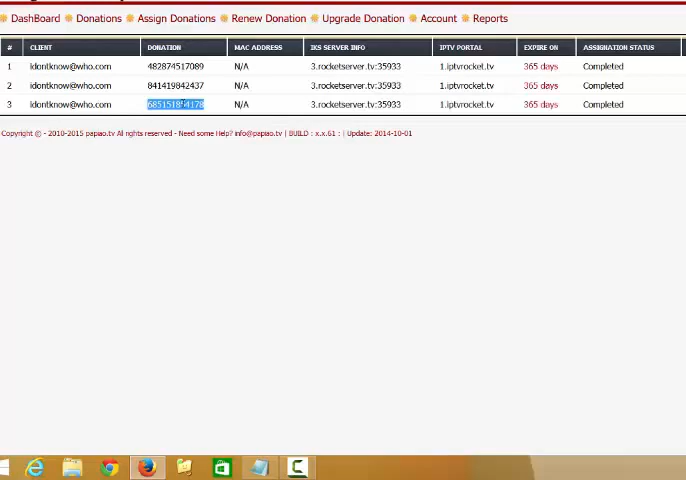 DashBoard Donations Assign Donations Renew Donation Upgrade Donation Account Reports
# CLIENT DONATION MAC ADDRESS IKS SERVER INFO IPTV PORTAL EXPIRE ON ASSIGNATION STATUS
1 idontknow@who.com 482874517089 N/A 3.rocketserver.tv:35933 1.iptvrocket.tv 365 days Completed
2 idontknow@who.com 841419842437 N/A 3.rocketserver.tv:35933 1.iptvrocket.tv 365 days Completed
3 idontknow@who.com N/A 3.rocketserver.tv:35933 1.iptvrocket.tv 365 days Completed
Copyright © - 2010-2015 papiao.tv All rights reserved - Need some Help? info@papiao.tv | BUILD : x.x.61 : | Update: 2014-10-01